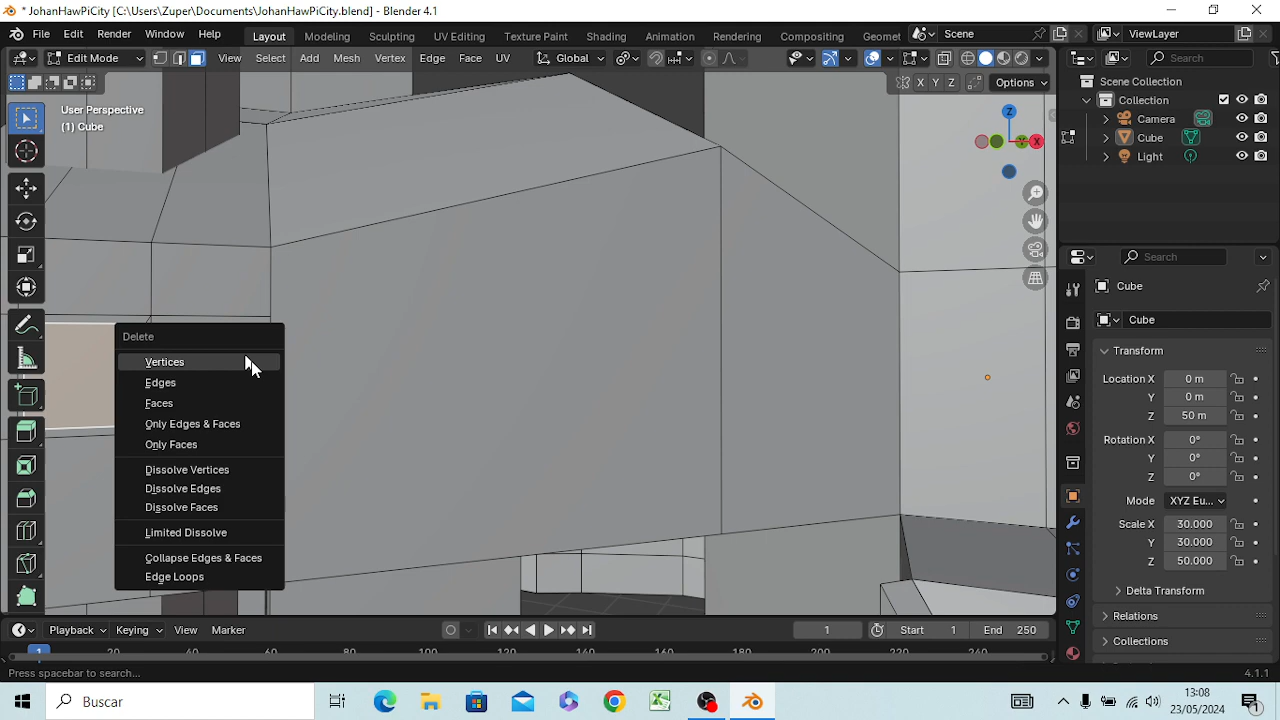 * JohanHawPiCity [C:\Users\Zuper\Documents\JohanHawPiCity.blend] - Blender 4.1
File Edit Render Window Help Layout Modeling Sculpting UV Editing Texture Paint Shading Animation Rendering Compositing Geomet Scene ViewLayer
Edit Mode View Select Add Mesh Vertex Edge Face UV Global Search
X Y Z Options
User Perspective
(1) Cube
Z
Y
X
Scene Collection
Collection
Camera
Cube
Light
Search
Cube
Cube
Transform
Location X 0 m
Y 0 m
Z 50 m
Rotation X 0°
Y 0°
Z 0°
Mode XYZ Eu...
Scale X 30.000
Y 30.000
Z 50.000
Delta Transform
Relations
Collections
Delete
Vertices
Edges
Faces
Only Edges & Faces
Only Faces
Dissolve Vertices
Dissolve Edges
Dissolve Faces
Limited Dissolve
Collapse Edges & Faces
Edge Loops
Playback Keying View Marker 1 Start 1 End 250
1 20 40 60 80 100 120 140 160 180 200 220 240
Press spacebar to search... 4.1.1
Buscar
13:08
23/05/2024
1